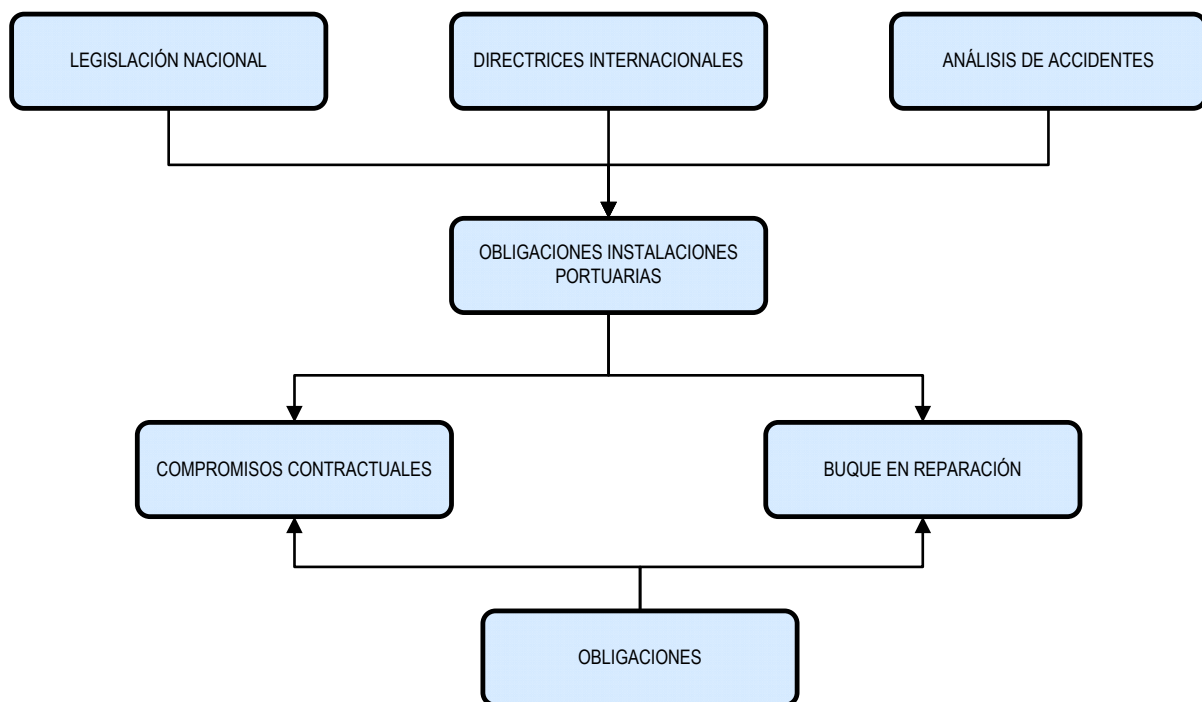 LEGISLACIÓN NACIONAL
DIRECTRICES INTERNACIONALES
ANÁLISIS DE ACCIDENTES
OBLIGACIONES INSTALACIONES
PORTUARIAS
COMPROMISOS CONTRACTUALES
BUQUE EN REPARACIÓN
OBLIGACIONES